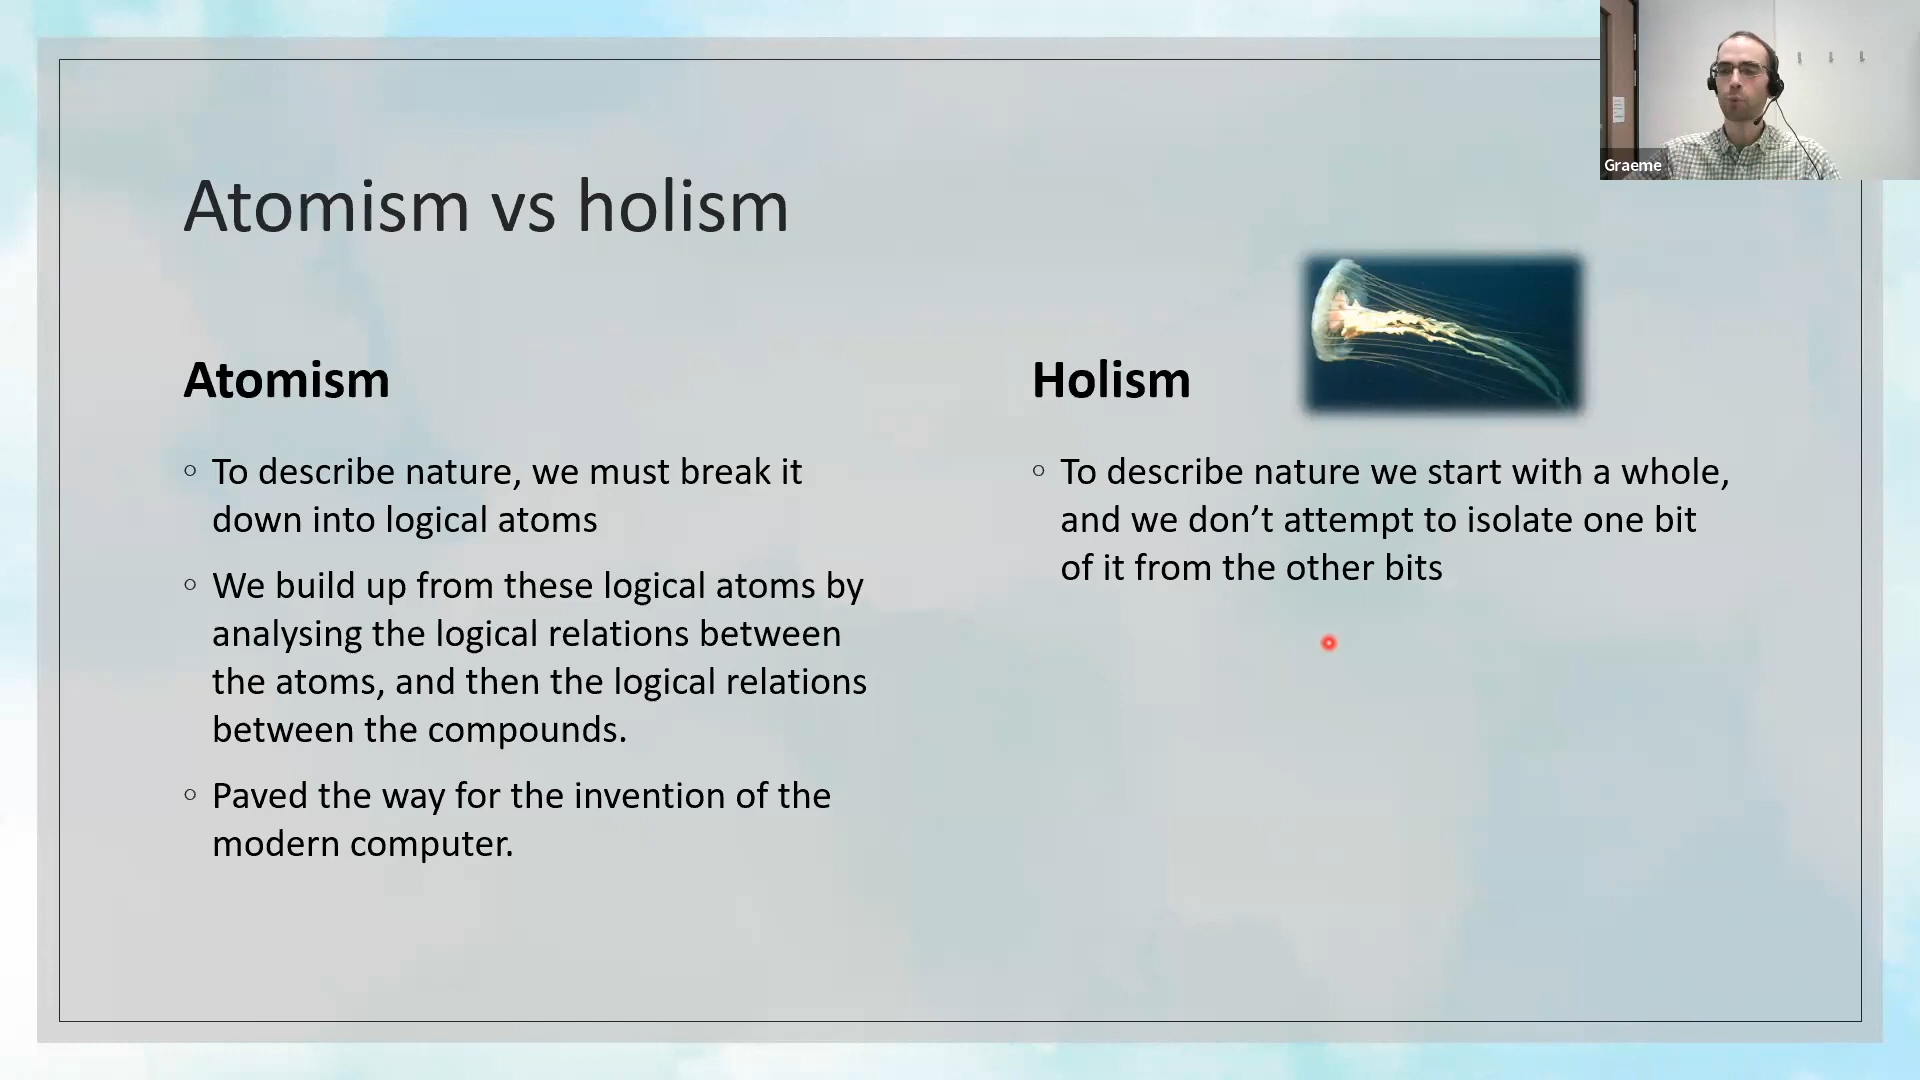 Graeme
Atomism vs holism
Atomism
◦ To describe nature, we must break it
down into logical atoms
◦ We build up from these logical atoms by
analysing the logical relations between
the atoms, and then the logical relations
between the compounds.
◦ Paved the way for the invention of the
modern computer.
Holism
◦ To describe nature we start with a whole,
and we don’t attempt to isolate one bit
of it from the other bits